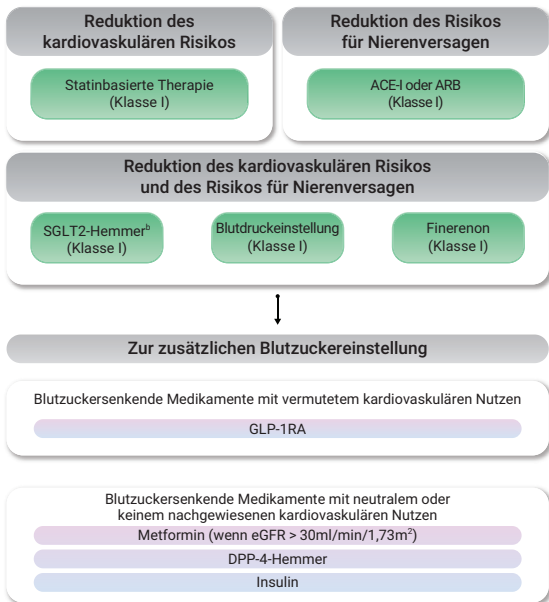 Reduktion des
kardiovaskulären Risikos
Statinbasierte Therapie
(Klasse I)
Reduktion des Risikos
für Nierenversagen
ACE-I oder ARB
(Klasse I)
Reduktion des kardiovaskulären Risikos
und des Risikos für Nierenversagen
SGLT2-Hemmerᵇ
(Klasse I)
Blutdruckeinstellung
(Klasse I)
Finerenon
(Klasse I)
Zur zusätzlichen Blutzuckereinstellung
Blutzuckersenkende Medikamente mit vermutetem kardiovaskulären Nutzen
GLP-1RA
Blutzuckersenkende Medikamente mit neutralem oder
keinem nachgewiesenen kardiovaskulären Nutzen
Metformin (wenn eGFR > 30ml/min/1,73m²)
DPP-4-Hemmer
Insulin